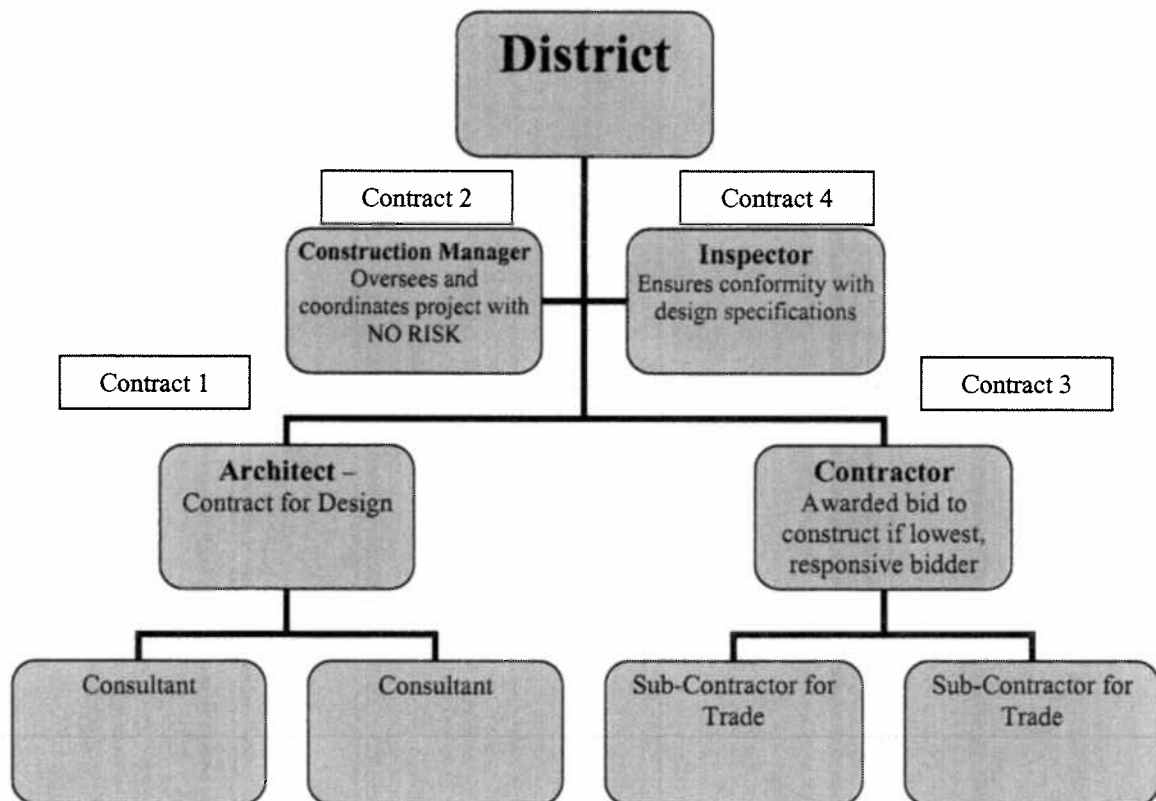 District
Contract 2
Contract 4
Construction Manager
Oversees and
coordinates project with
NO RISK
Inspector
Ensures conformity with
design specifications
Contract 1
Contract 3
Architect –
Contract for Design
Contractor
Awarded bid to
construct if lowest,
responsive bidder
Consultant
Consultant
Sub-Contractor for
Trade
Sub-Contractor for
Trade